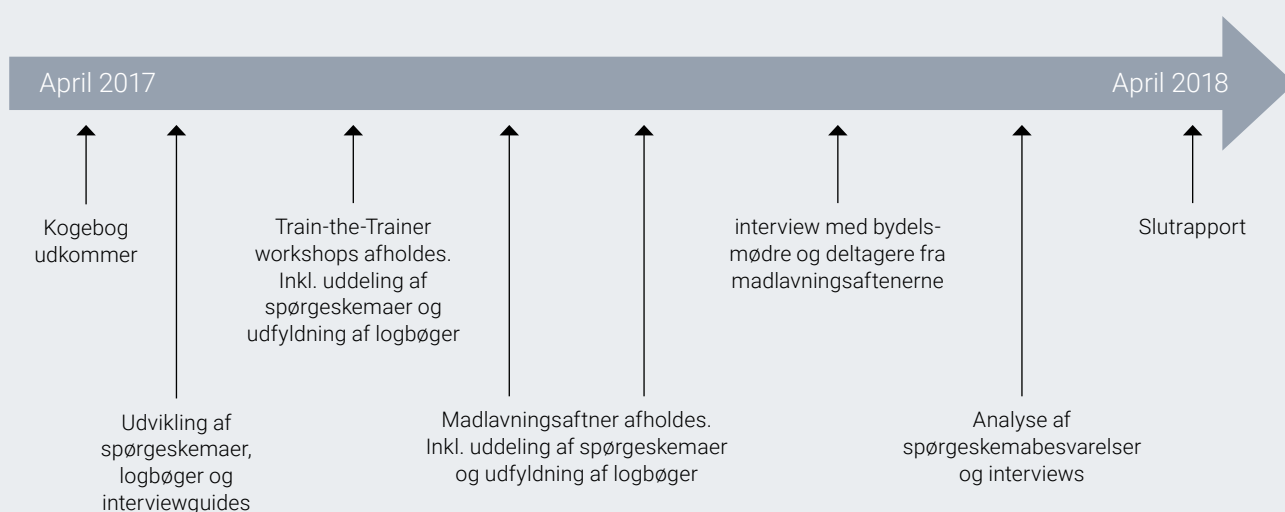 April 2017
April 2018
Kogebog
udkommer
Udvikling af
spørgeskemaer,
logbøger og
interviewguides
Train-the-Trainer
workshops afholdes.
Inkl. uddeling af
spørgeskemaer og
udfyldning af logbøger
Madlavningsaftner afholdes.
Inkl. uddeling af spørgeskemaer
og udfyldning af logbøger
interview med bydels-
mødre og deltagere fra
madlavningsaftenerne
Analyse af
spørgeskemabesvarelser
og interviews
Slutrapport